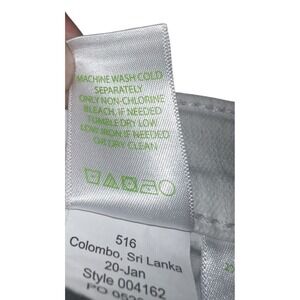 MACHINE WASH COLD
SEPARATELY
ONLY NON-CHLORINE
BLEACH, IF NEEDED
TUMBLE DRY LOW
LOW IRON, IF NEEDED
OR DRY CLEAN
516
Colombo, Sri Lanka
20-Jan
Style 004162
PO